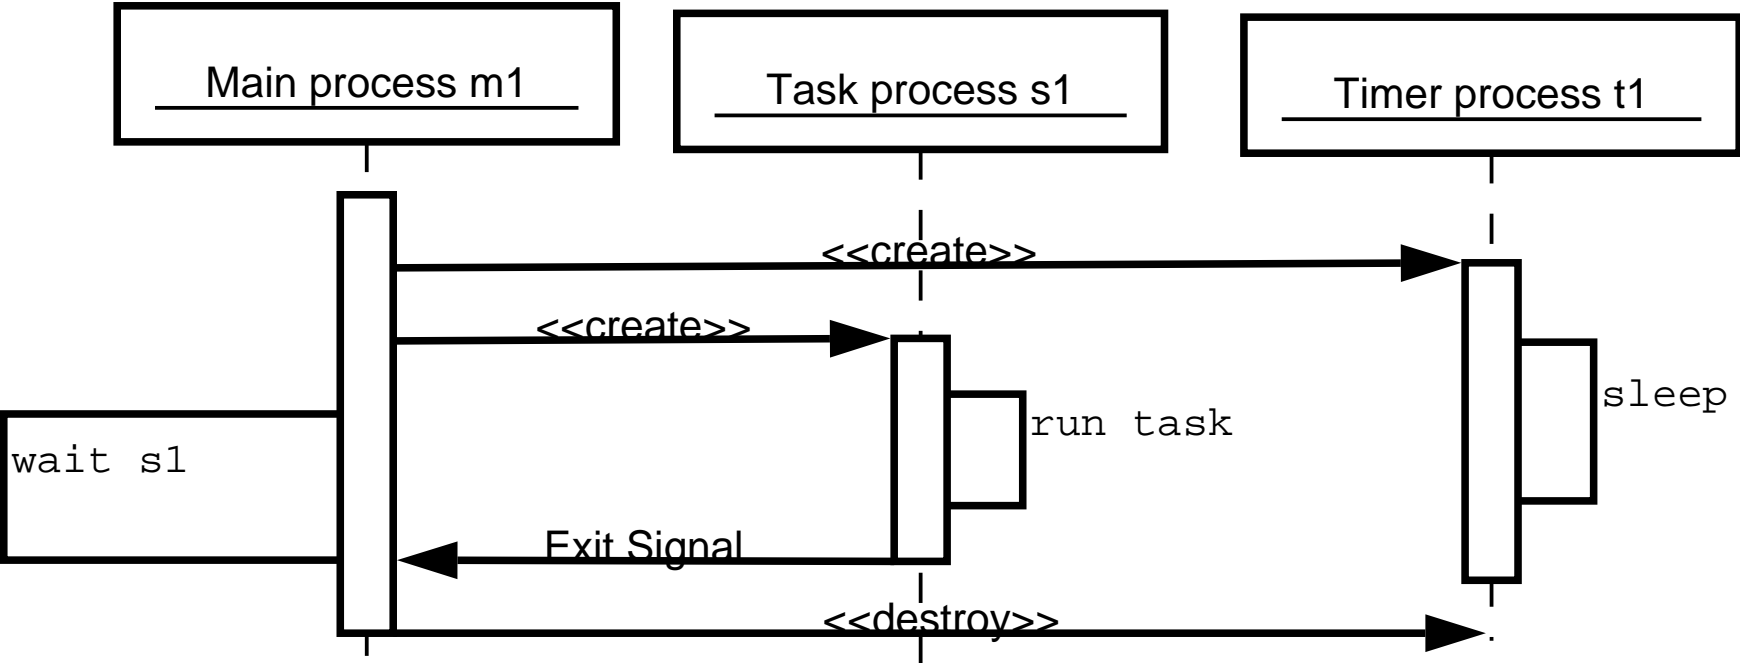 Main process m1
Task process s1
Timer process t1
<<create>>
<<create>>
sleep
run task
wait s1
Exit Signal
<<destroy>>